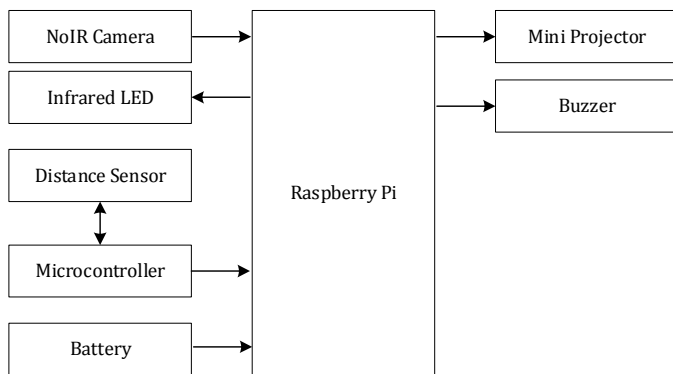 NoIR Camera
Mini Projector
Infrared LED
Buzzer
Distance Sensor
Raspberry Pi
Microcontroller
Battery